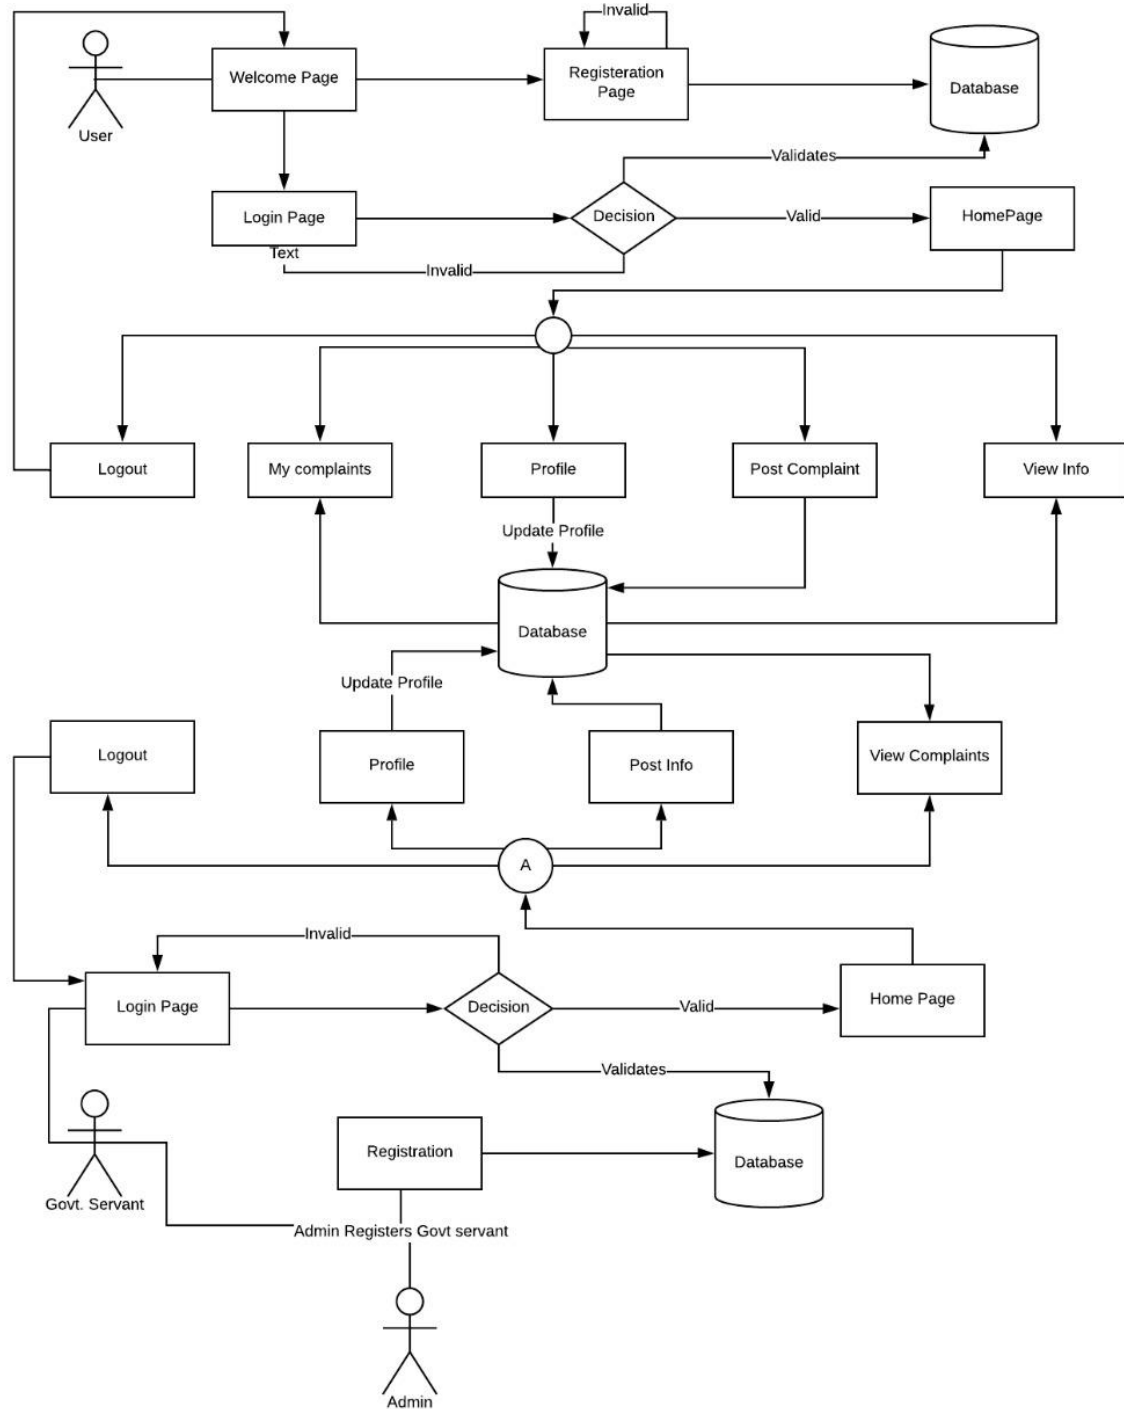 Invalid
Welcome Page
Registeration
Page
Database
User
Validates
Login Page
Decision
Valid
HomePage
Text
Invalid
Logout
My complaints
Profile
Post Complaint
View Info
Update Profile
Database
Update Profile
Logout
Profile
Post Info
View Complaints
A
Invalid
Login Page
Decision
Valid
Home Page
Validates
Registration
Database
Govt. Servant
Admin Registers Govt servant
Admin